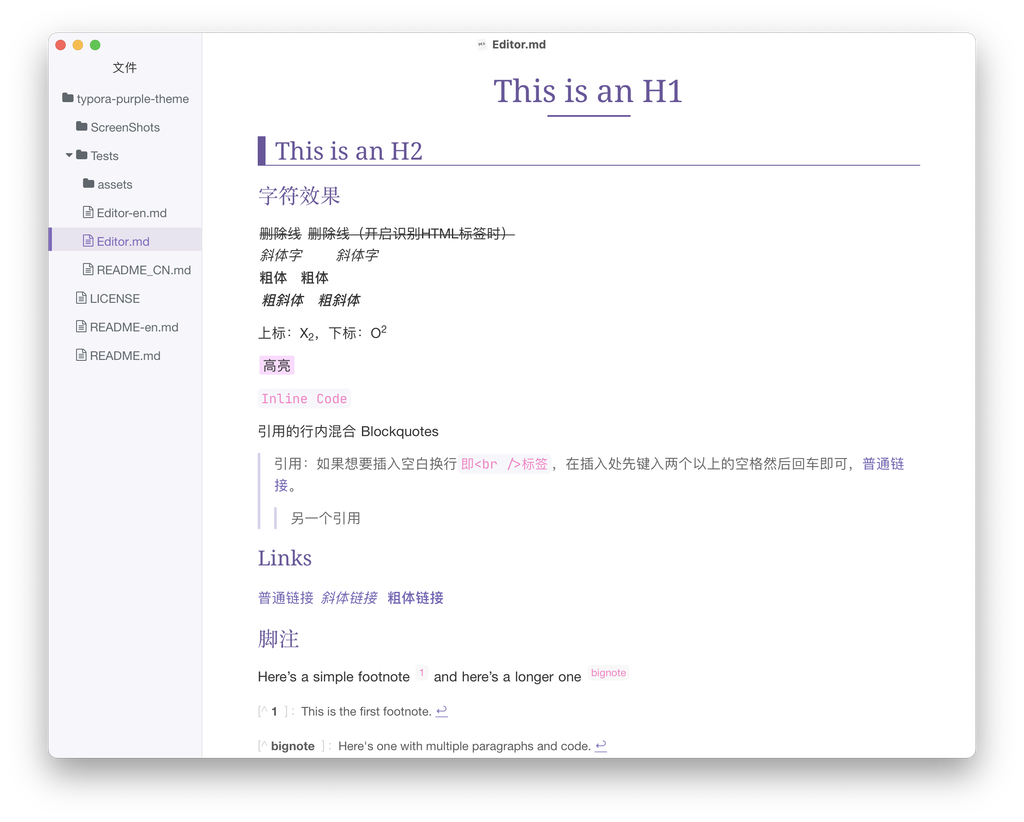 Editor.md
文件
typora-purple-theme
ScreenShots
Tests
assets
Editor-en.md
Editor.md
README_CN.md
LICENSE
README-en.md
README.md
This is an H1
This is an H2
字符效果
删除线 删除线（开启识别HTML标签时）
斜体字 斜体字
粗体 粗体
粗斜体 粗斜体
上标：X₂，下标：O²
高亮
Inline Code
引用的行内混合 Blockquotes
引用：如果想要插入空白换行即<br />标签，在插入处先键入两个以上的空格然后回车即可，普通链
接。
另一个引用
Links
普通链接 斜体链接 粗体链接
脚注
Here's a simple footnote 1 and here's a longer one bignote
[^ 1 ]： This is the first footnote. ↩
[^ bignote ]： Here's one with multiple paragraphs and code. ↩